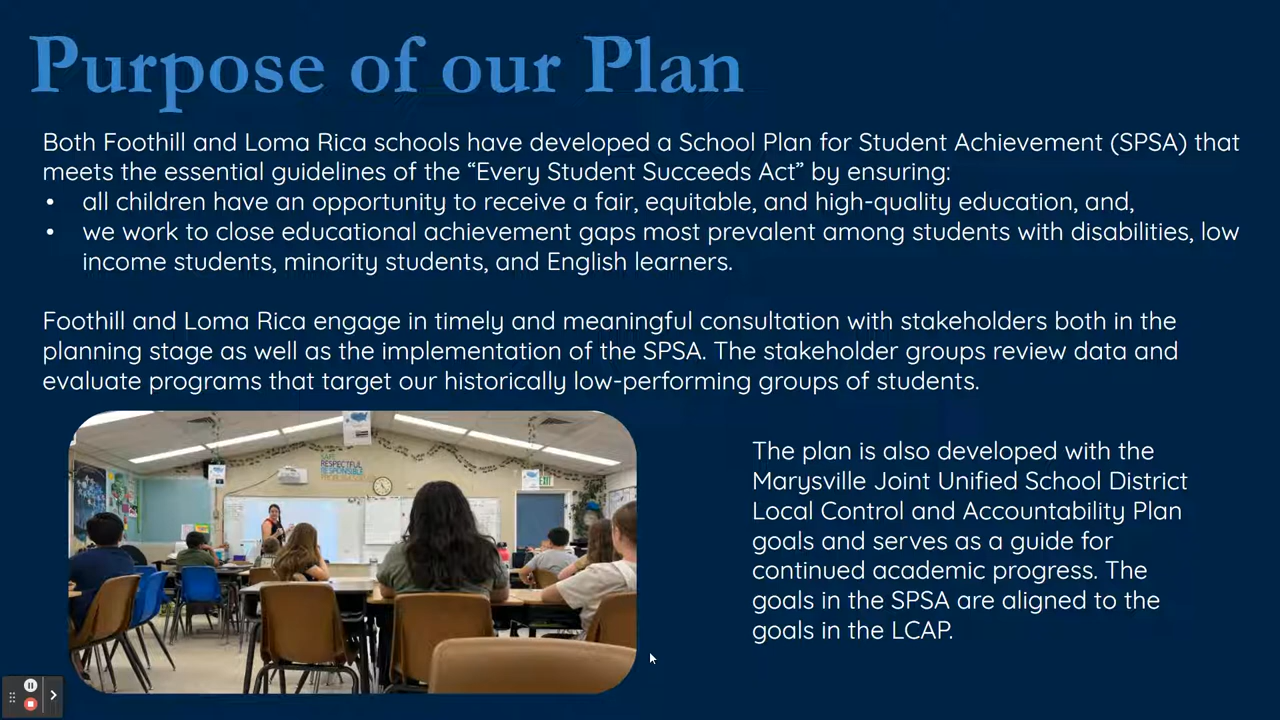 Purpose of our Plan
Both Foothill and Loma Rica schools have developed a School Plan for Student Achievement (SPSA) that
meets the essential guidelines of the “Every Student Succeeds Act” by ensuring:
• all children have an opportunity to receive a fair, equitable, and high-quality education, and,
• we work to close educational achievement gaps most prevalent among students with disabilities, low
income students, minority students, and English learners.
Foothill and Loma Rica engage in timely and meaningful consultation with stakeholders both in the
planning stage as well as the implementation of the SPSA. The stakeholder groups review data and
evaluate programs that target our historically low-performing groups of students.
SAFE
RESPECTFUL
RESPONSIBLE
EXIT
The plan is also developed with the
Marysville Joint Unified School District
Local Control and Accountability Plan
goals and serves as a guide for
continued academic progress. The
goals in the SPSA are aligned to the
goals in the LCAP.